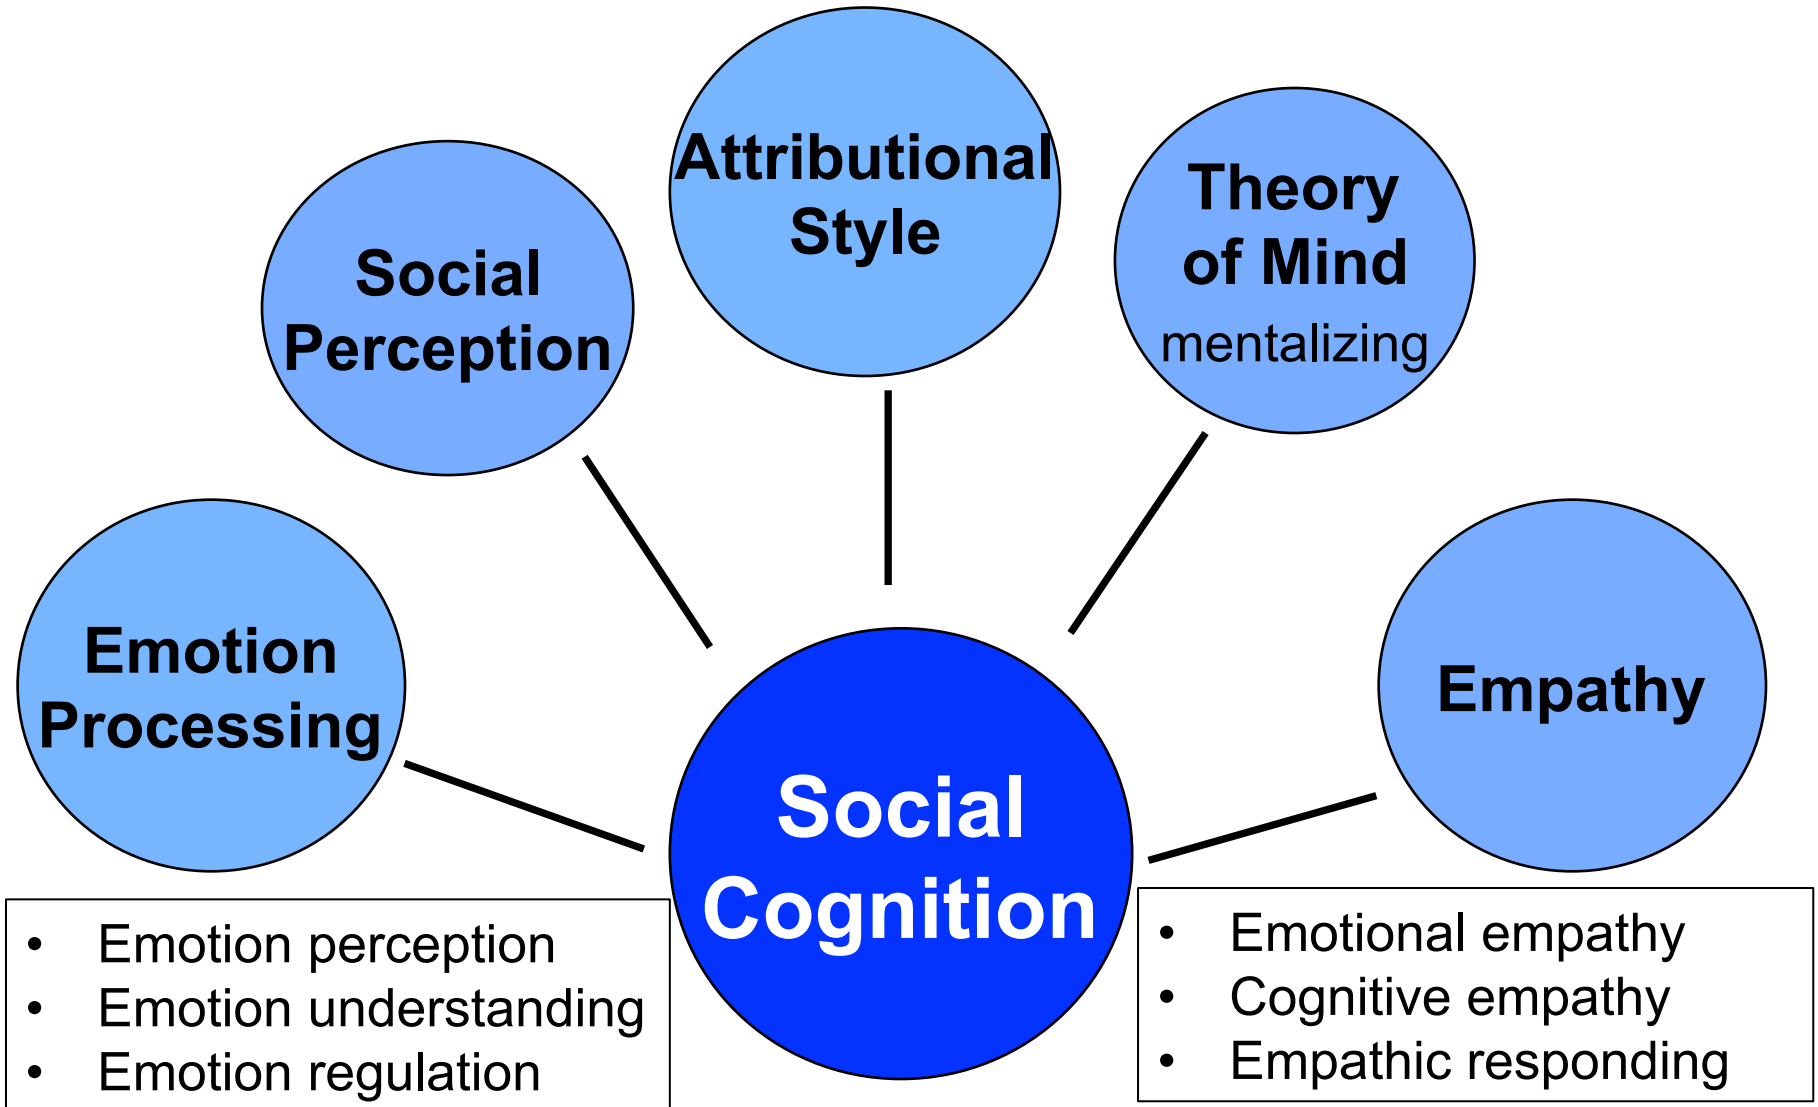 Attributional
Style
Theory
of Mind
mentalizing
Social
Perception
Emotion
Processing
Empathy
Social
Cognition
• Emotion perception
• Emotion understanding
• Emotion regulation
• Emotional empathy
• Cognitive empathy
• Empathic responding